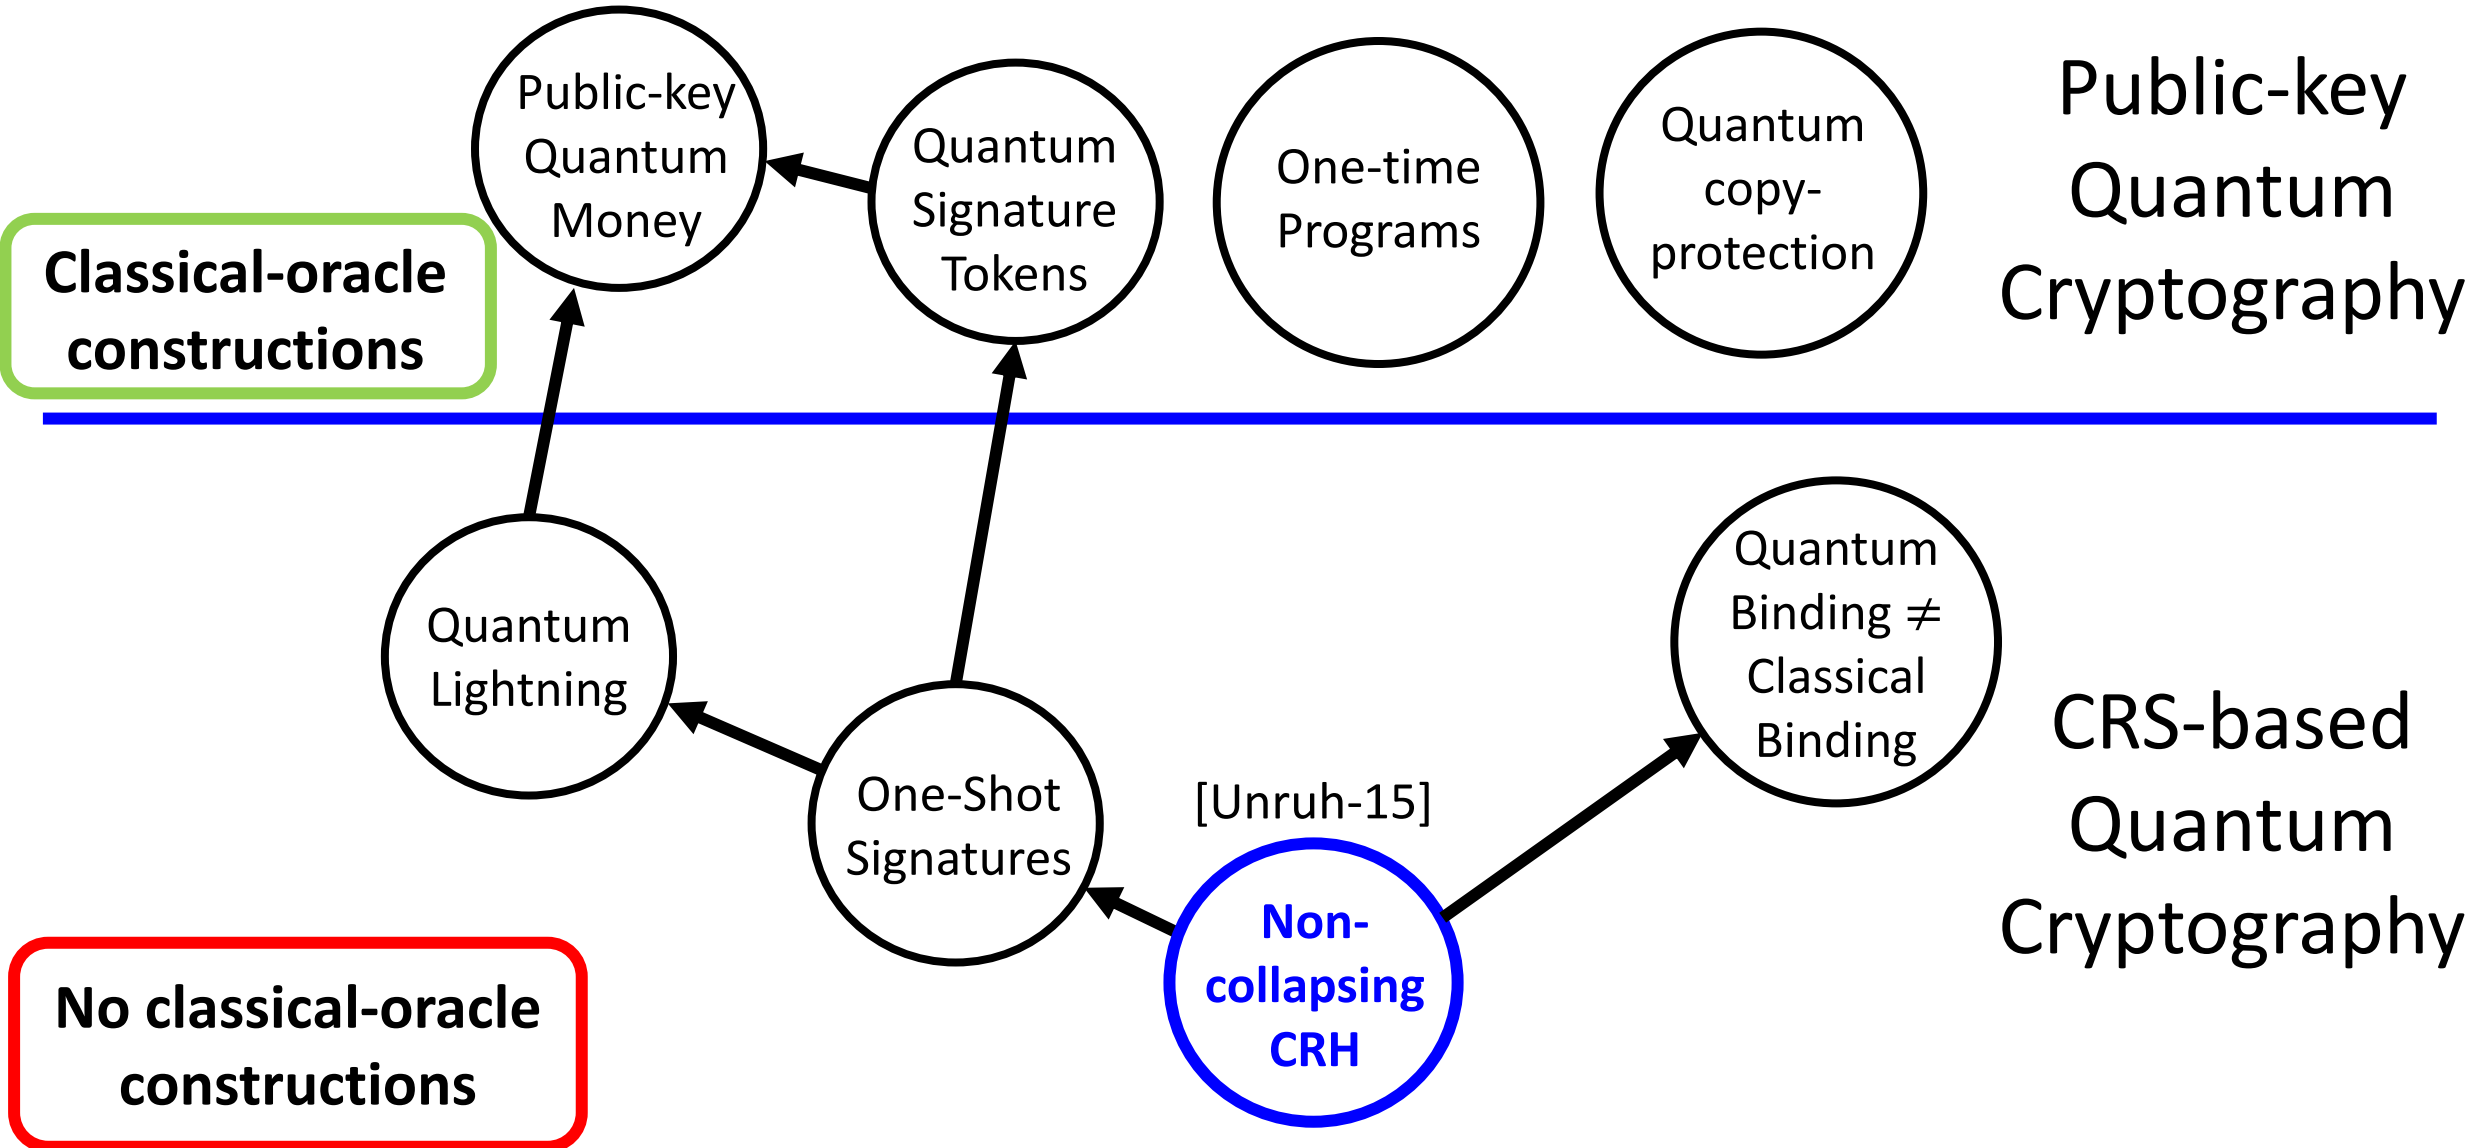 Public-key
Quantum
Money
Quantum
Signature
Tokens
One-time
Programs
Quantum
copy-
protection
Public-key
Quantum
Cryptography
Classical-oracle
constructions
Quantum
Lightning
One-Shot
Signatures
[Unruh-15]
Non-
collapsing
CRH
Quantum
Binding ≠
Classical
Binding
CRS-based
Quantum
Cryptography
No classical-oracle
constructions